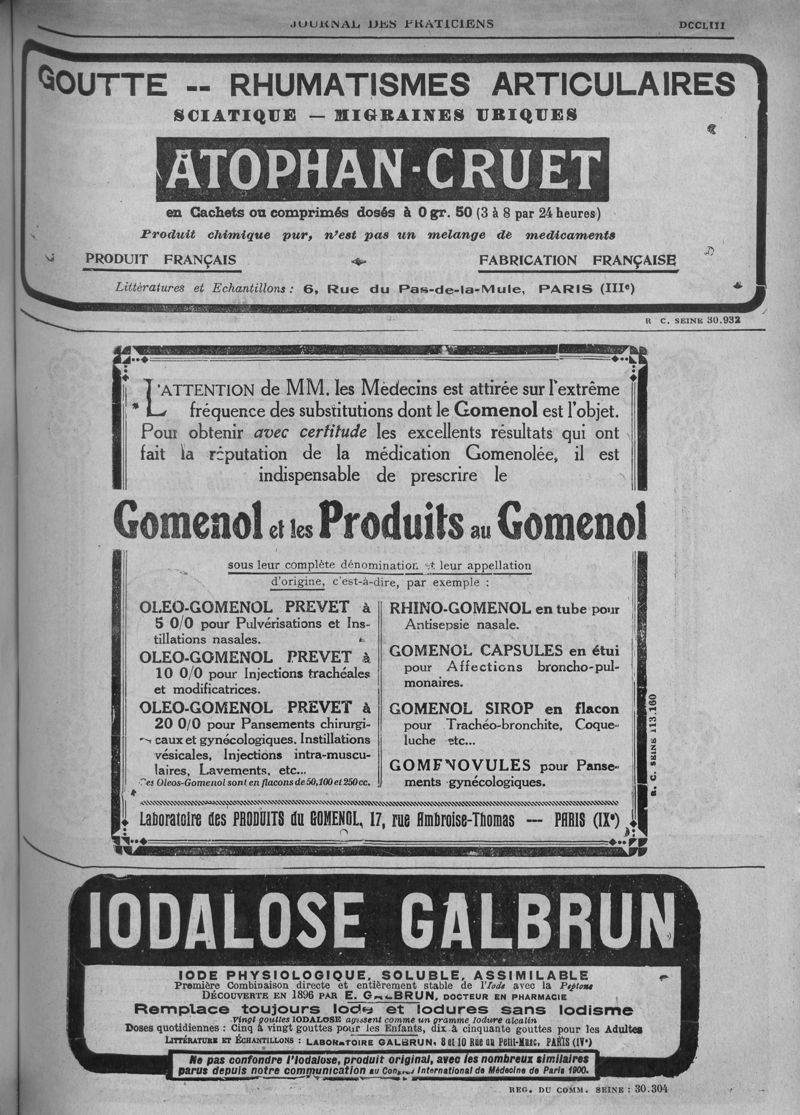 JOURNAL DES PRATICIENS
DCCLIII
GOUTTE -- RHUMATISMES ARTICULAIRES
SCIATIQUE — MIGRAINES URIQUES
ATOPHAN-CRUET
en Cachets ou comprimés dosés à 0 gr. 50 (3 à 8 par 24 heures)
Produit chimique pur, n'est pas un melange de medicaments
PRODUIT FRANÇAIS
FABRICATION FRANÇAISE
Littèratures et Echantillons : 6, Rue du Pas-de-la-Mule, PARIS (IIIe)
R C. SEINE 30.932
L'ATTENTION de MM. les Médecins est attirée sur l'extrême
fréquence des substitutions dont le Gomenol est l'objet.
Pour obtenir avec certitude les excellents résultats qui ont
fait la réputation de la médication Gomenolée, il est
indispensable de prescrire le
Gomenol et les Produits au Gomenol
sous leur complète dénomination et leur appellation
d'origine, c'est-à-dire, par exemple :
OLEO-GOMENOL PREVET à
5 0/0 pour Pulvérisations et Ins-
tillations nasales.
OLEO-GOMENOL PREVET à
10 0/0 pour Injections trachéales
et modificatrices.
OLEO-GOMENOL PREVET à
20 0/0 pour Pansements chirurgi-
caux et gynécologiques. Instillations
vésicales, Injections intra-muscu-
laires, Lavements, etc...
Ces Oleos-Gomenol sont en flacons de 50, 100 et 250 cc.
RHINO-GOMENOL en tube pour
Antisepsie nasale.
GOMENOL CAPSULES en étui
pour Affections broncho-pul-
monaires.
GOMENOL SIROP en flacon
pour Trachéo-bronchite, Coque-
luche etc...
GOMENOVULES pour Panse-
ments gynécologiques.
R. C. SEINE 113.160
Laboratoire des PRODUITS du GOMENOL, 17, rue Ambroise-Thomas --- PARIS (IXe)
IODALOSE GALBRUN
IODE PHYSIOLOGIQUE, SOLUBLE, ASSIMILABLE
Première Combinaison directe et entièrement stable de l'Iode avec la Peptone
DÉCOUVERTE EN 1896 PAR E. GALBRUN, DOCTEUR EN PHARMACIE
Remplace toujours Iode et Iodures sans Iodisme
Vingt gouttes IODALOSE agissent comme un gramme Iodure alcalin
Doses quotidiennes : Cinq à vingt gouttes pour les Enfants, dix à cinquante gouttes pour les Adultes
LITTÉRATURE ET ÉCHANTILLONS : LABORATOIRE GALBRUN, 8 et 10 Rue du Petit-Musc, PARIS (IVe)
Ne pas confondre l'Iodalose, produit original, avec les nombreux similaires
parus depuis notre communication au Congrès International de Médecine de Paris 1900.
REG. DU COMM. SEINE : 30.304